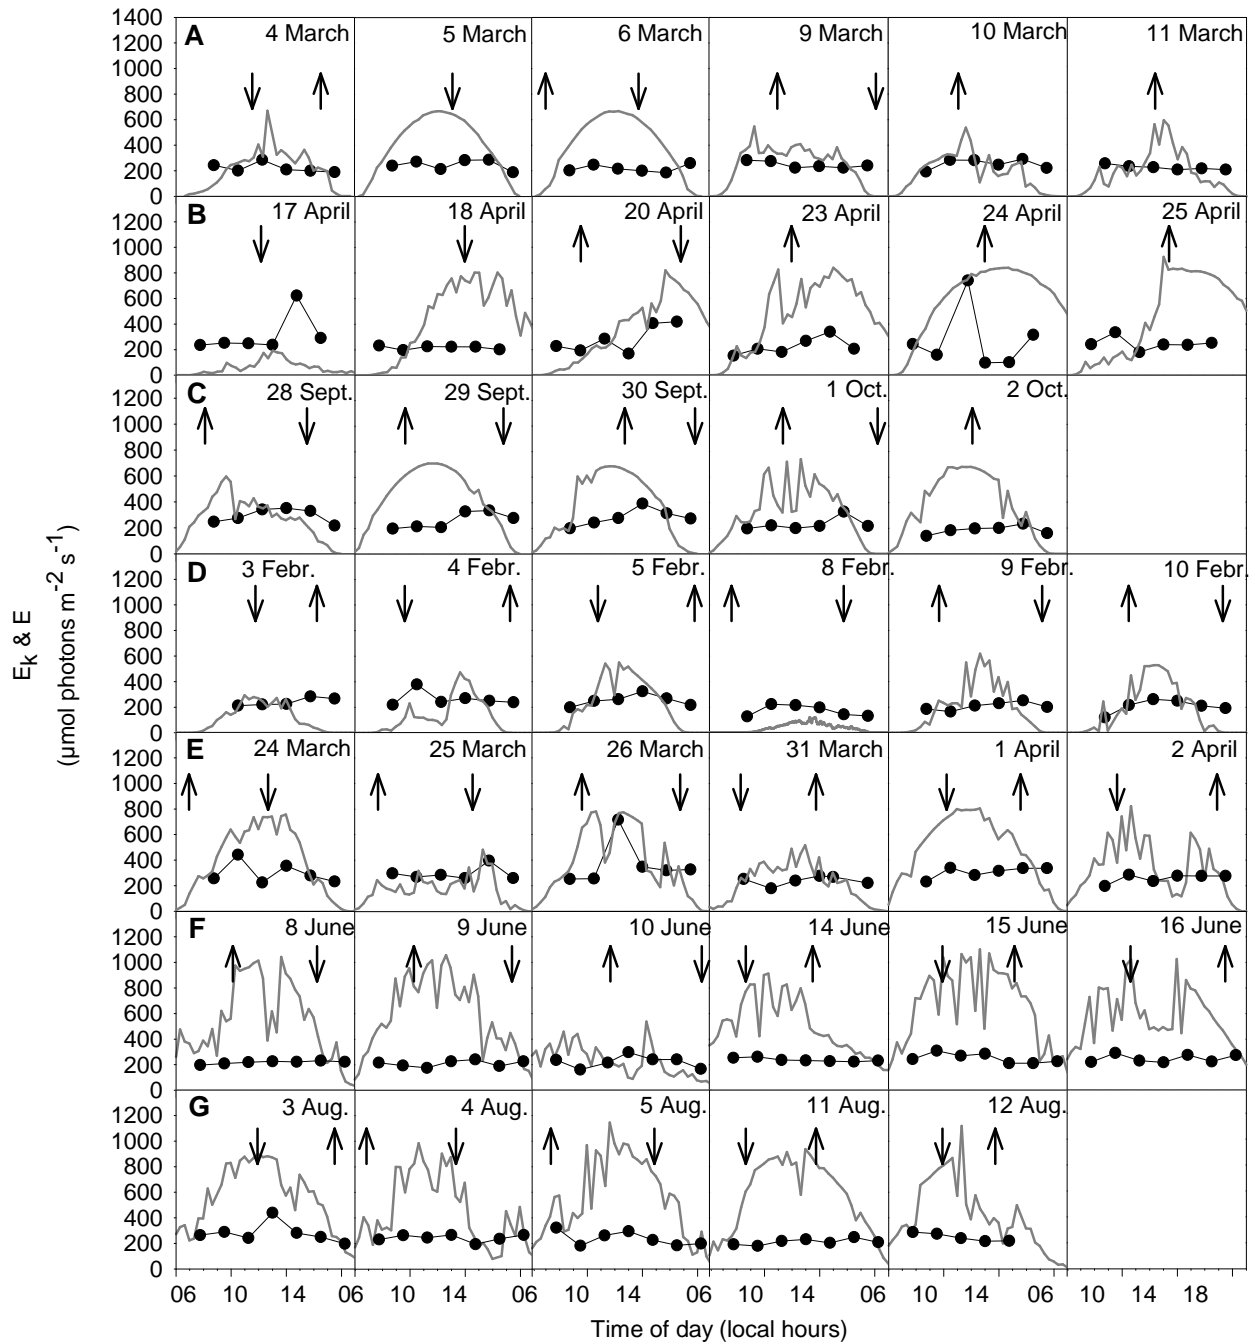 1400
1200
1000
800
600
400
200
0
A
4 March
5 March
6 March
9 March
10 March
11 March
1200
1000
800
600
400
200
0
B
17 April
18 April
20 April
23 April
24 April
25 April
1200
1000
800
600
400
200
0
C
28 Sept.
29 Sept.
30 Sept.
1 Oct.
2 Oct.
1200
1000
800
600
400
200
0
D
3 Febr.
4 Febr.
5 Febr.
8 Febr.
9 Febr.
10 Febr.
1200
1000
800
600
400
200
0
E
24 March
25 March
26 March
31 March
1 April
2 April
1200
1000
800
600
400
200
0
F
8 June
9 June
10 June
14 June
15 June
16 June
1200
1000
800
600
400
200
0
G
3 Aug.
4 Aug.
5 Aug.
11 Aug.
12 Aug.
06 10 14 06 10 14 06 10 14 06 10 14 06 10 14 06 10 14 18
Ek & E
(μmol photons m-2 s-1)
Time of day (local hours)